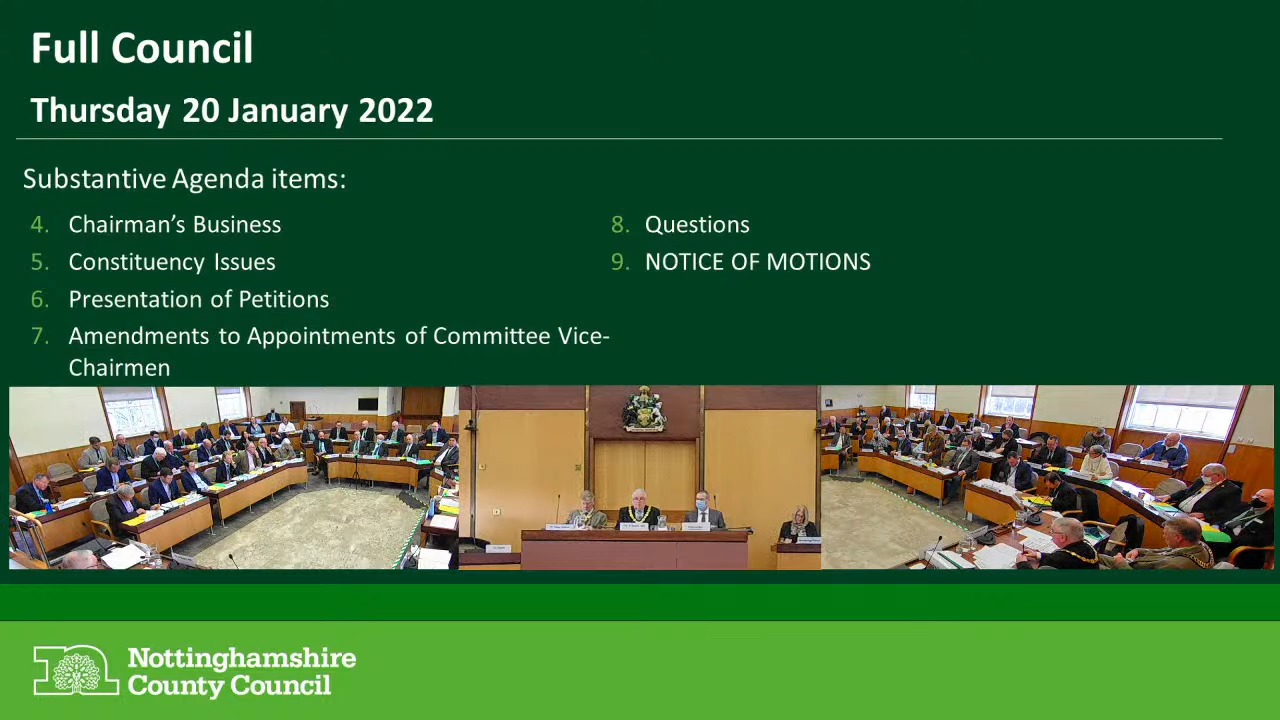 Full Council
Thursday 20 January 2022
Substantive Agenda items:
4. Chairman’s Business
5. Constituency Issues
6. Presentation of Petitions
7. Amendments to Appointments of Committee Vice-
Chairmen
8. Questions
9. NOTICE OF MOTIONS
Nottinghamshire
County Council